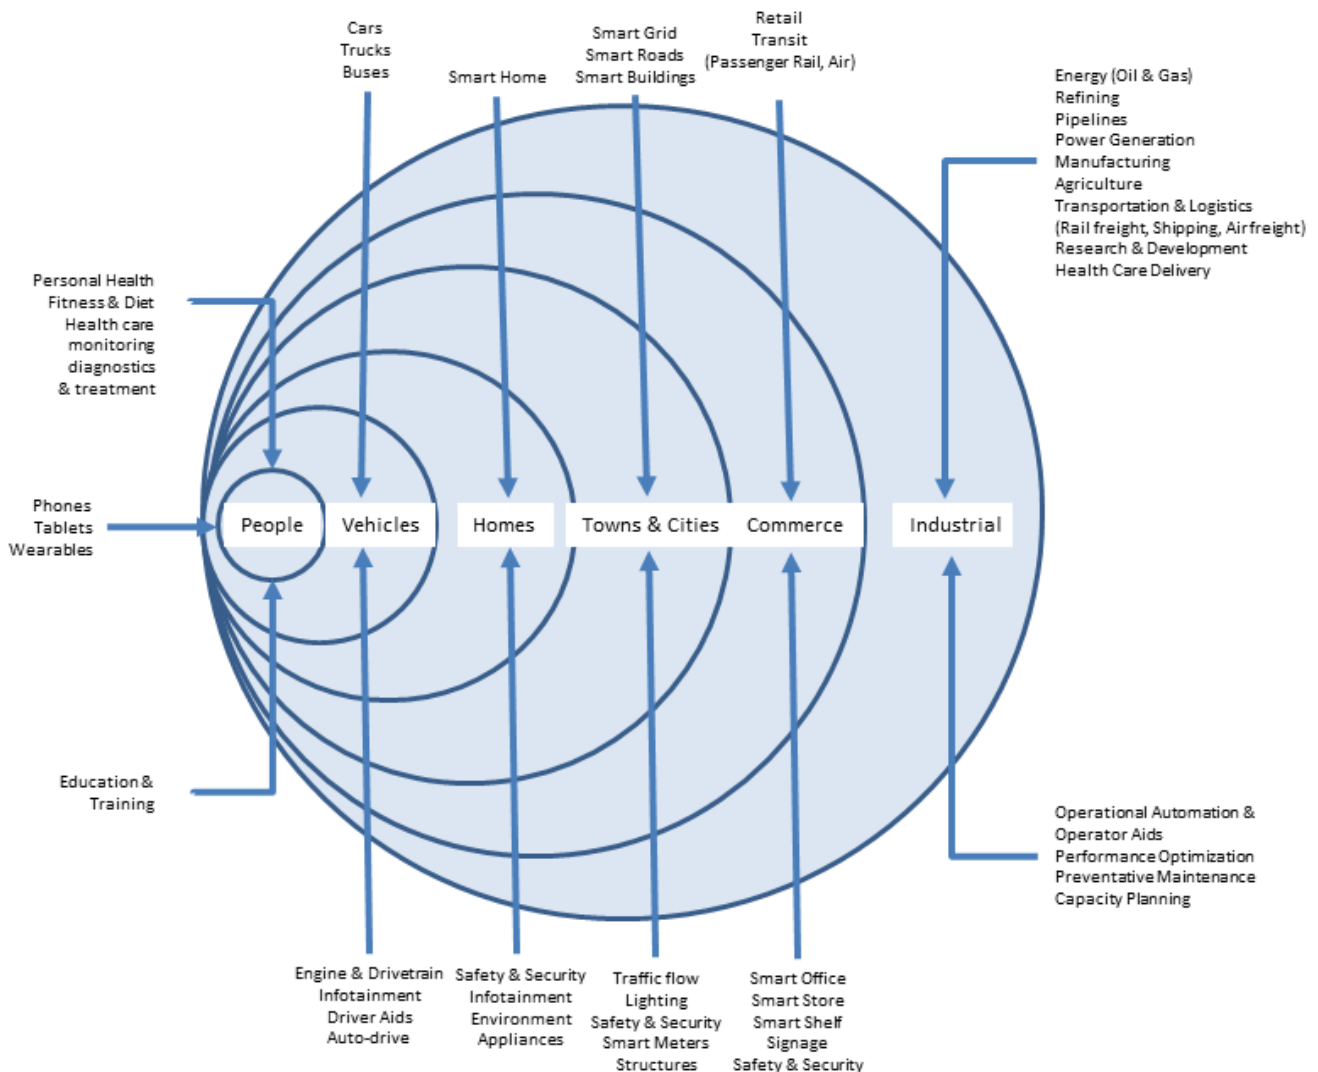 Cars
Trucks
Buses
Smart Home
Smart Grid
Smart Roads
Smart Buildings
Retail
Transit
(Passenger Rail, Air)
Energy (Oil & Gas)
Refining
Pipelines
Power Generation
Manufacturing
Agriculture
Transportation & Logistics
(Rail freight, Shipping, Airfreight)
Research & Development
Health Care Delivery
Personal Health
Fitness & Diet
Health care
monitoring
diagnostics
& treatment
Phones
Tablets
Wearables
People
Vehicles
Homes
Towns & Cities
Commerce
Industrial
Education &
Training
Operational Automation &
Operator Aids
Performance Optimization
Preventative Maintenance
Capacity Planning
Engine & Drivetrain
Infotainment
Driver Aids
Auto-drive
Safety & Security
Infotainment
Environment
Appliances
Traffic flow
Lighting
Safety & Security
Smart Meters
Structures
Smart Office
Smart Store
Smart Shelf
Signage
Safety & Security